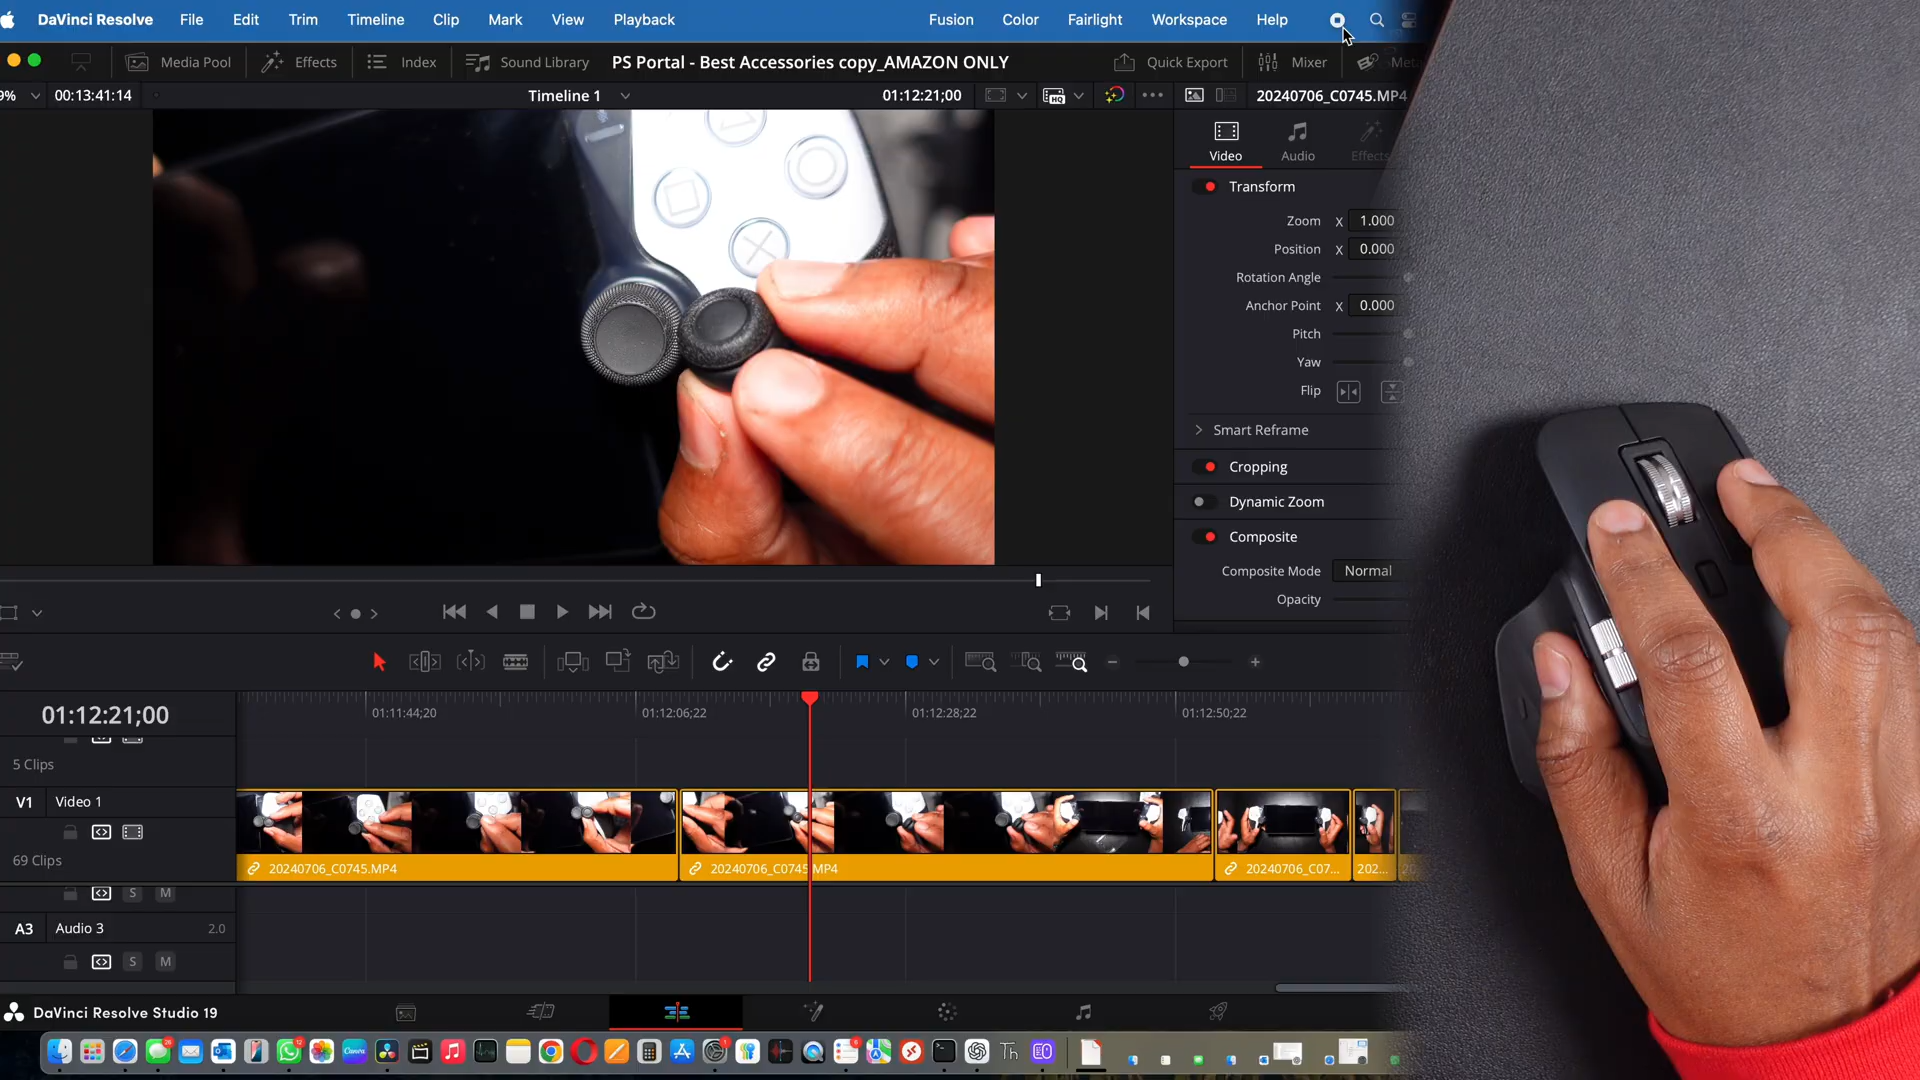 DaVinci Resolve File Edit Trim Timeline Clip Mark View Playback Fusion Color Fairlight Workspace Help
Media Pool Effects Index Sound Library PS Portal - Best Accessories copy_AMAZON ONLY Quick Export Mixer
9% 00:13:41:14 Timeline 1 01:12:21;00 HQ 20240706_C0745.MP4
Video Audio Effects
Transform
Zoom X 1.000
Position X 0.000
Rotation Angle
Anchor Point X 0.000
Pitch
Yaw
Flip
Smart Reframe
Cropping
Dynamic Zoom
Composite
Composite Mode Normal
Opacity
01:12:21;00 01:11:44;20 01:12:06;22 01:12:28;22 01:12:50;22
5 Clips
V1 Video 1
69 Clips
20240706_C0745.MP4 20240706_C0745.MP4 20240706_C07... 202...
S M
A3 Audio 3 2.0
S M
DaVinci Resolve Studio 19
Canva Th